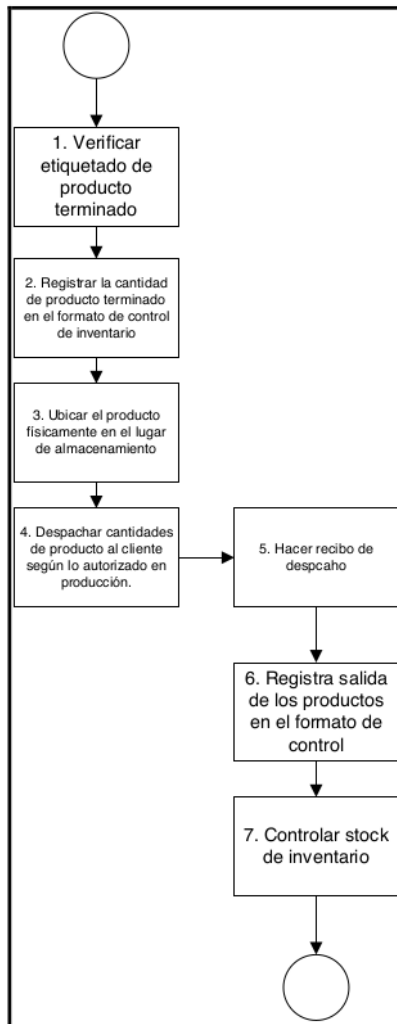 1. Verificar
etiquetado de
producto
terminado
2. Registrar la cantidad
de producto terminado
en el formato de control
de inventario
3. Ubicar el producto
físicamente en el lugar
de almacenamiento
4. Despachar cantidades
de producto al cliente
según lo autorizado en
producción.
5. Hacer recibo de
despcaho
6. Registra salida
de los productos
en el formato de
control
7. Controlar stock
de inventario